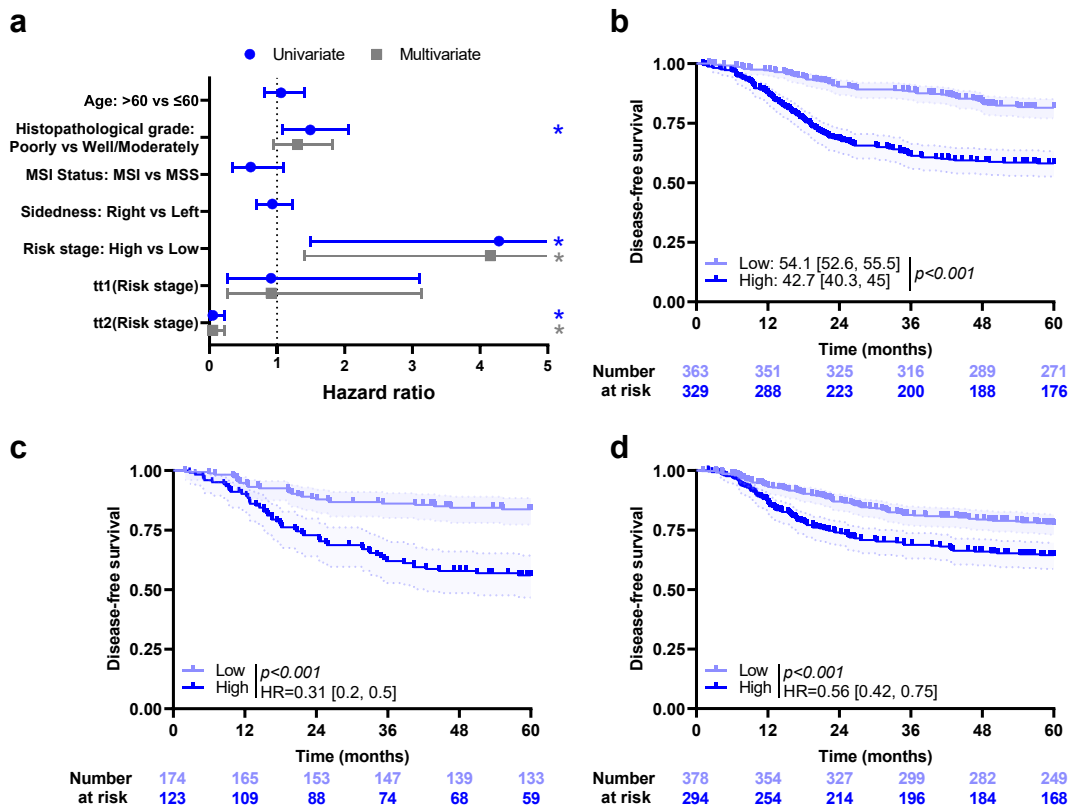 a
Univariate Multivariate
Age: >60 vs ≤60
Histopathological grade:
Poorly vs Well/Moderately
*
MSI Status: MSI vs MSS
Sidedness: Right vs Left
Risk stage: High vs Low
*
*
tt1(Risk stage)
tt2(Risk stage)
*
*
0 1 2 3 4 5
Hazard ratio
b
Disease-free survival
1.00
0.75
0.50
0.25
0.00
Low: 54.1 [52.6, 55.5]
High: 42.7 [40.3, 45]
p<0.001
0 12 24 36 48 60
Time (months)
Number 363 351 325 316 289 271
at risk 329 288 223 200 188 176
c
Disease-free survival
1.00
0.75
0.50
0.25
0.00
Low
High
p<0.001
HR=0.31 [0.2, 0.5]
0 12 24 36 48 60
Time (months)
Number 174 165 153 147 139 133
at risk 123 109 88 74 68 59
d
Disease-free survival
1.00
0.75
0.50
0.25
0.00
Low
High
p<0.001
HR=0.56 [0.42, 0.75]
0 12 24 36 48 60
Time (months)
Number 378 354 327 299 282 249
at risk 294 254 214 196 184 168